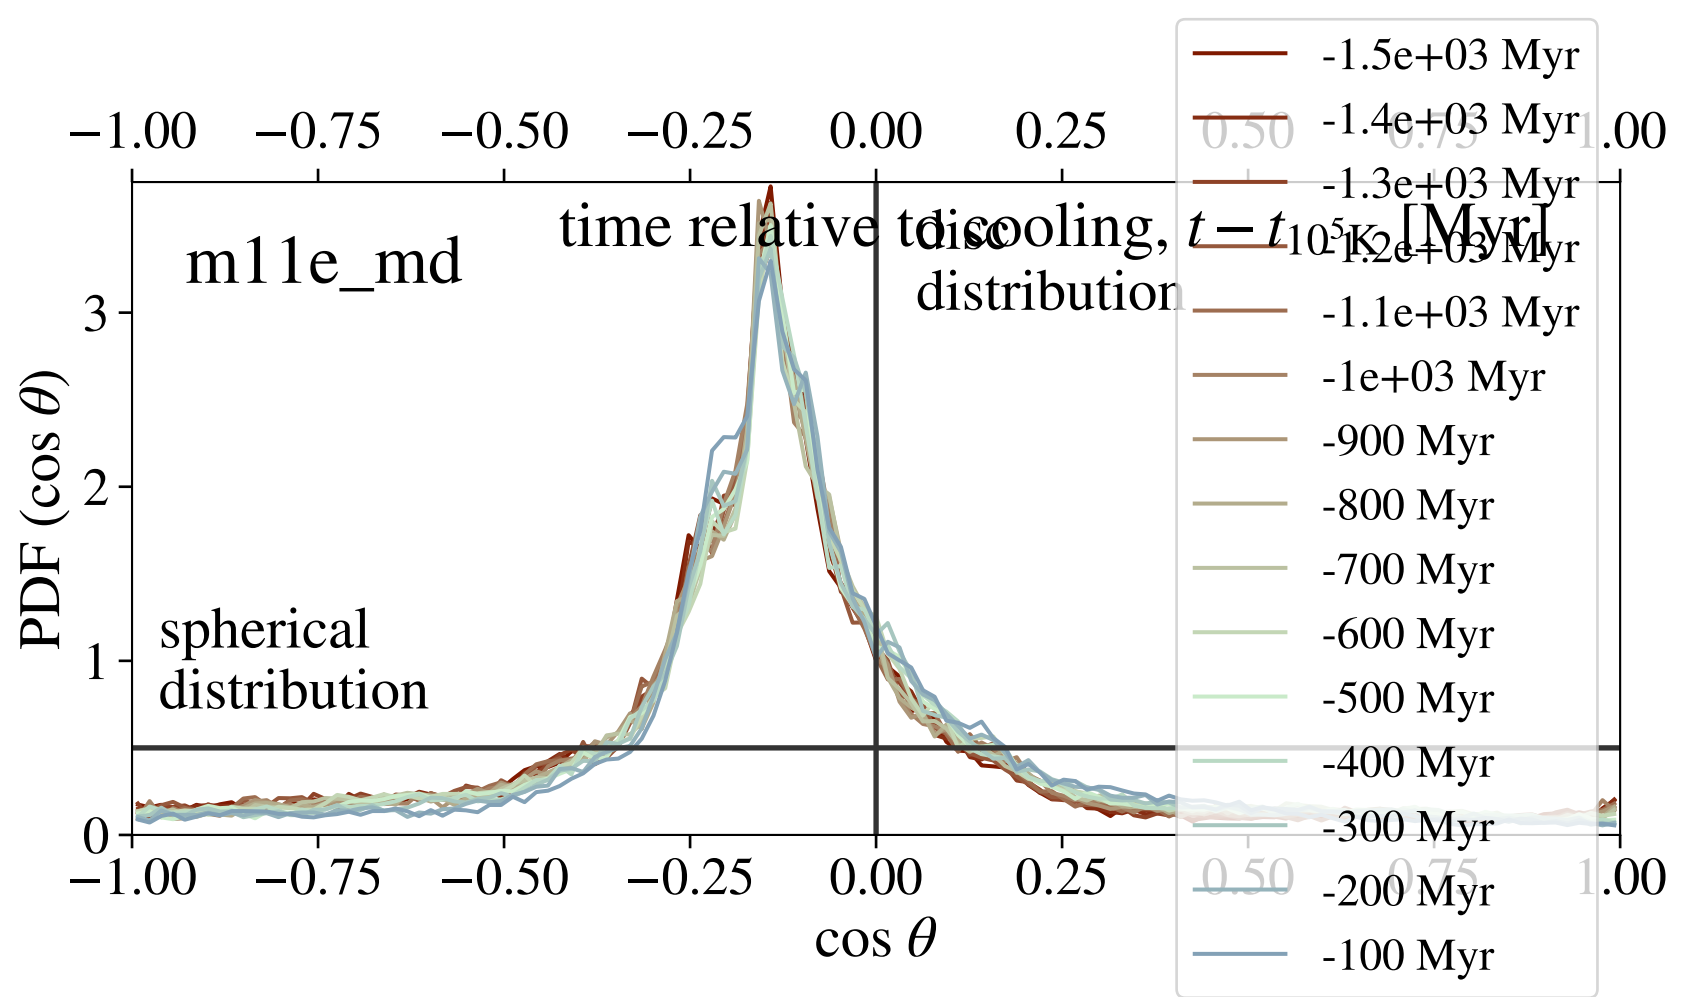 −1.00 −0.75 −0.50 −0.25 0.00 0.25 0.50 0.75 1.00
time relative to cooling, t − t10⁵K [Myr]
m11e_md
disc
distribution
spherical
distribution
PDF (cos θ)
3
2
1
0
−1.00 −0.75 −0.50 −0.25 0.00 0.25 0.50 0.75 1.00
cos θ
-1.5e+03 Myr
-1.4e+03 Myr
-1.3e+03 Myr
-1.2e+03 Myr
-1.1e+03 Myr
-1e+03 Myr
-900 Myr
-800 Myr
-700 Myr
-600 Myr
-500 Myr
-400 Myr
-300 Myr
-200 Myr
-100 Myr